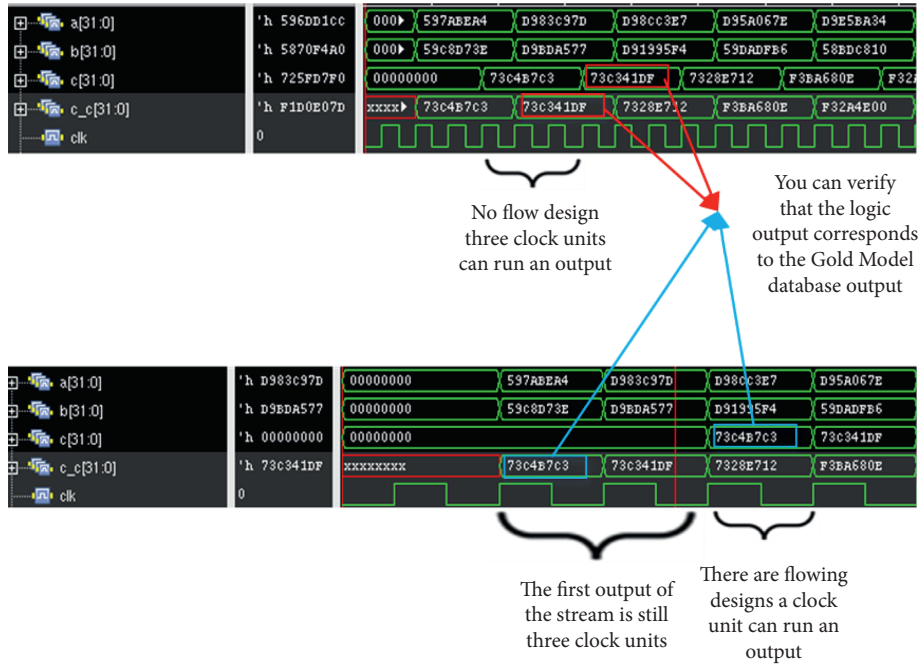 a[31:0] 'h 596DD1CC 000 597ABEA4 D983C97D D98CC3E7 D95A067E D9E5BA34
b[31:0] 'h 5870F4A0 000 59C8D73E D9BDA577 D91995F4 59DADFB6 58BDC810
c[31:0] 'h 725FD7F0 00000000 73C4B7C3 73C341DF 7328E712 F3BA680E F32
c_c[31:0] 'h F1D0E07D xxxx 73C4B7C3 73C341DF 7328E712 F3BA680E F32A4E00
clk 0
No flow design
three clock units
can run an output
You can verify
that the logic
output corresponds
to the Gold Model
database output
a[31:0] 'h D983C97D 00000000 597ABEA4 D983C97D D98CC3E7 D95A067E
b[31:0] 'h D9BDA577 00000000 59C8D73E D9BDA577 D91995F4 59DADFB6
c[31:0] 'h 00000000 00000000 73C4B7C3 73C341DF
c_c[31:0] 'h 73C341DF xxxxxxxx 73C4B7C3 73C341DF 7328E712 F3BA680E
clk 0
The first output of
the stream is still
three clock units
There are flowing
designs a clock
unit can run an
output